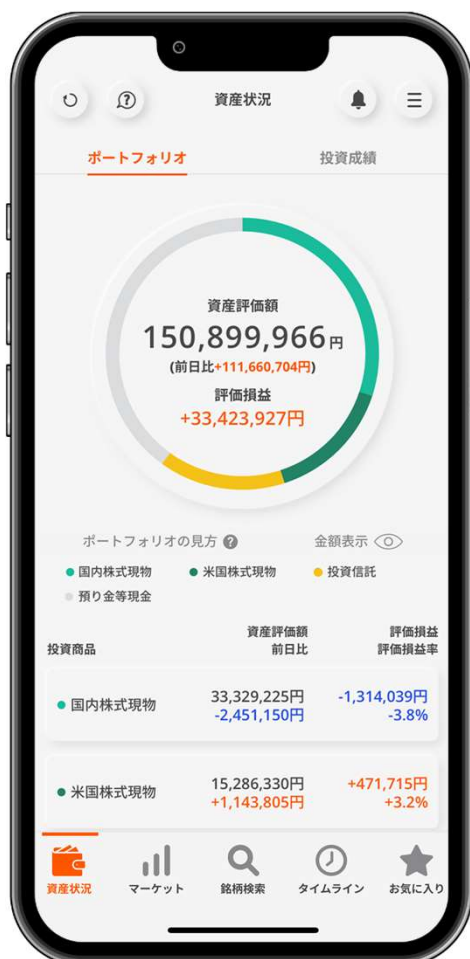 資産状況
ポートフォリオ 投資成績
資産評価額
150,899,966円
(前日比+111,660,704円)
評価損益
+33,423,927円
ポートフォリオの見方 ? 金額表示
国内株式現物 米国株式現物 投資信託
預り金等現金
投資商品 資産評価額 前日比 評価損益 評価損益率
国内株式現物 33,329,225円 -1,314,039円
-2,451,150円 -3.8%
米国株式現物 15,286,330円 +471,715円
+1,143,805円 +3.2%
資産状況 マーケット 銘柄検索 タイムライン お気に入り